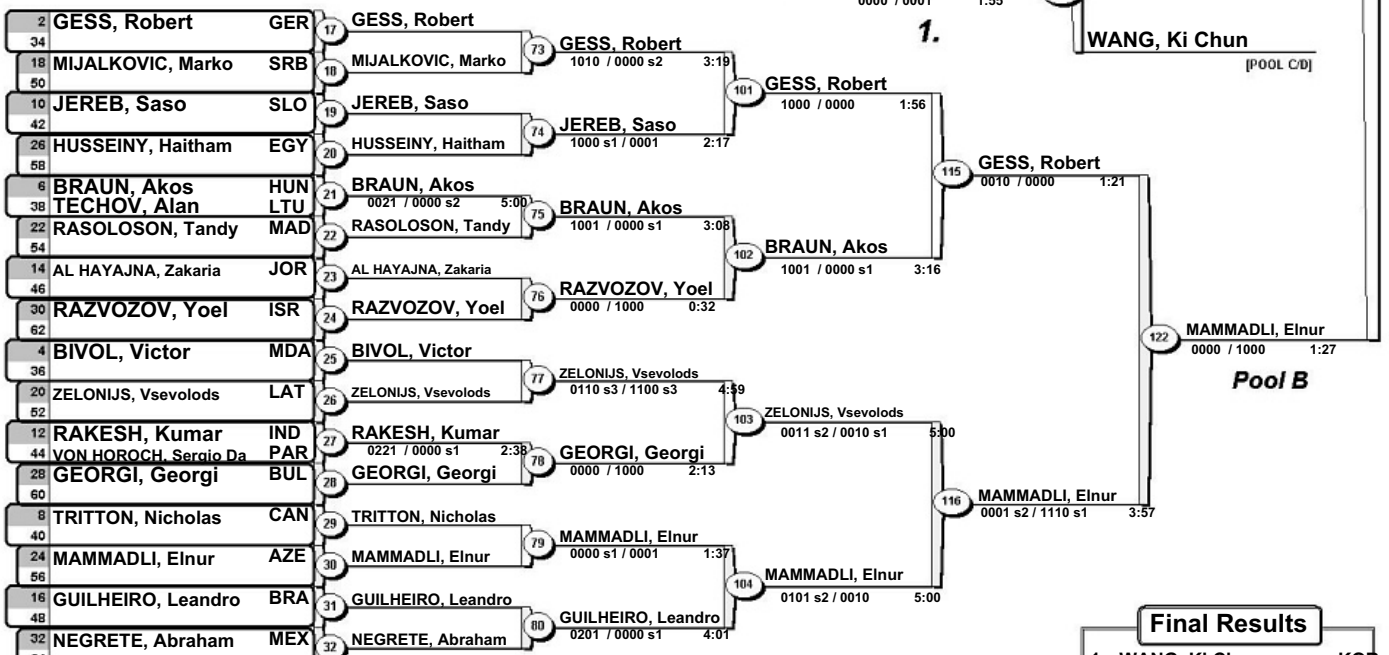 0000 / 0001 1:55
1.
WANG, Ki Chun
[POOL C/D]
2 GESS, Robert GER
34
18 MIJALKOVIC, Marko SRB
50
10 JEREB, Saso SLO
42
26 HUSSEINY, Haitham EGY
58
6 BRAUN, Akos HUN
38 TECHOV, Alan LTU
22 RASOLOSON, Tandy MAD
54
14 AL HAYAJNA, Zakaria JOR
46
30 RAZVOZOV, Yoel ISR
62
4 BIVOL, Victor MDA
36
20 ZELONIJS, Vsevolods LAT
52
12 RAKESH, Kumar IND
44 VON HOROCH, Sergio Da PAR
28 GEORGI, Georgi BUL
60
8 TRITTON, Nicholas CAN
40
24 MAMMADLI, Elnur AZE
56
16 GUILHEIRO, Leandro BRA
48
32 NEGRETE, Abraham MEX
17 GESS, Robert
18 MIJALKOVIC, Marko
19 JEREB, Saso
20 HUSSEINY, Haitham
21 BRAUN, Akos
0021 / 0000 s2 5:00
22 RASOLOSON, Tandy
23 AL HAYAJNA, Zakaria
24 RAZVOZOV, Yoel
25 BIVOL, Victor
26 ZELONIJS, Vsevolods
27 RAKESH, Kumar
0221 / 0000 s1 2:38
28 GEORGI, Georgi
29 TRITTON, Nicholas
30 MAMMADLI, Elnur
31 GUILHEIRO, Leandro
32 NEGRETE, Abraham
73 GESS, Robert
1010 / 0000 s2 3:19
74 JEREB, Saso
1000 s1 / 0001 2:17
75 BRAUN, Akos
1001 / 0000 s1 3:08
76 RAZVOZOV, Yoel
0000 / 1000 0:32
77 ZELONIJS, Vsevolods
0110 s3 / 1100 s3 4:59
78 GEORGI, Georgi
0000 / 1000 2:13
79 MAMMADLI, Elnur
0000 s1 / 0001 1:37
80 GUILHEIRO, Leandro
0201 / 0000 s1 4:01
101 GESS, Robert
1000 / 0000 1:56
102 BRAUN, Akos
1001 / 0000 s1 3:16
103 ZELONIJS, Vsevolods
0011 s2 / 0010 s1 5:00
104 MAMMADLI, Elnur
0101 s2 / 0010 5:00
115 GESS, Robert
0010 / 0000 1:21
116 MAMMADLI, Elnur
0001 s2 / 1110 s1 3:57
122 MAMMADLI, Elnur
0000 / 1000 1:27
Pool B
Final Results